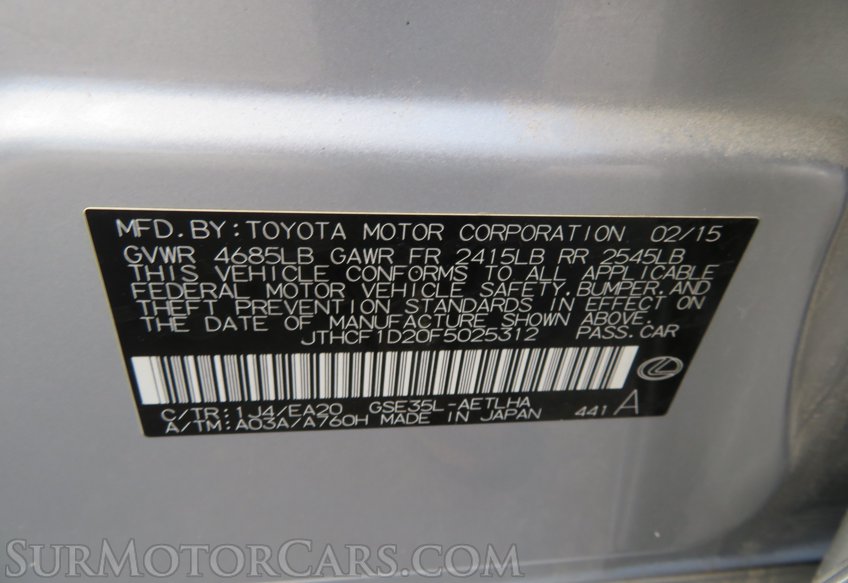 MFD. BY: TOYOTA MOTOR CORPORATION 02/15
GVWR 4685LB GAWR FR 2415LB RR 2545LB
THIS VEHICLE CONFORMS TO ALL APPLICABLE
FEDERAL MOTOR VEHICLE SAFETY, BUMPER, AND
THEFT PREVENTION STANDARDS IN EFFECT ON
THE DATE OF MANUFACTURE SHOWN ABOVE.
JTHCF1D20F5025312 PASS. CAR
C/TR: 1J4/EA20 GSE35L-AETLHA
A/TM: A03A/A760H MADE IN JAPAN 441 A
SURMOTORCARS.COM